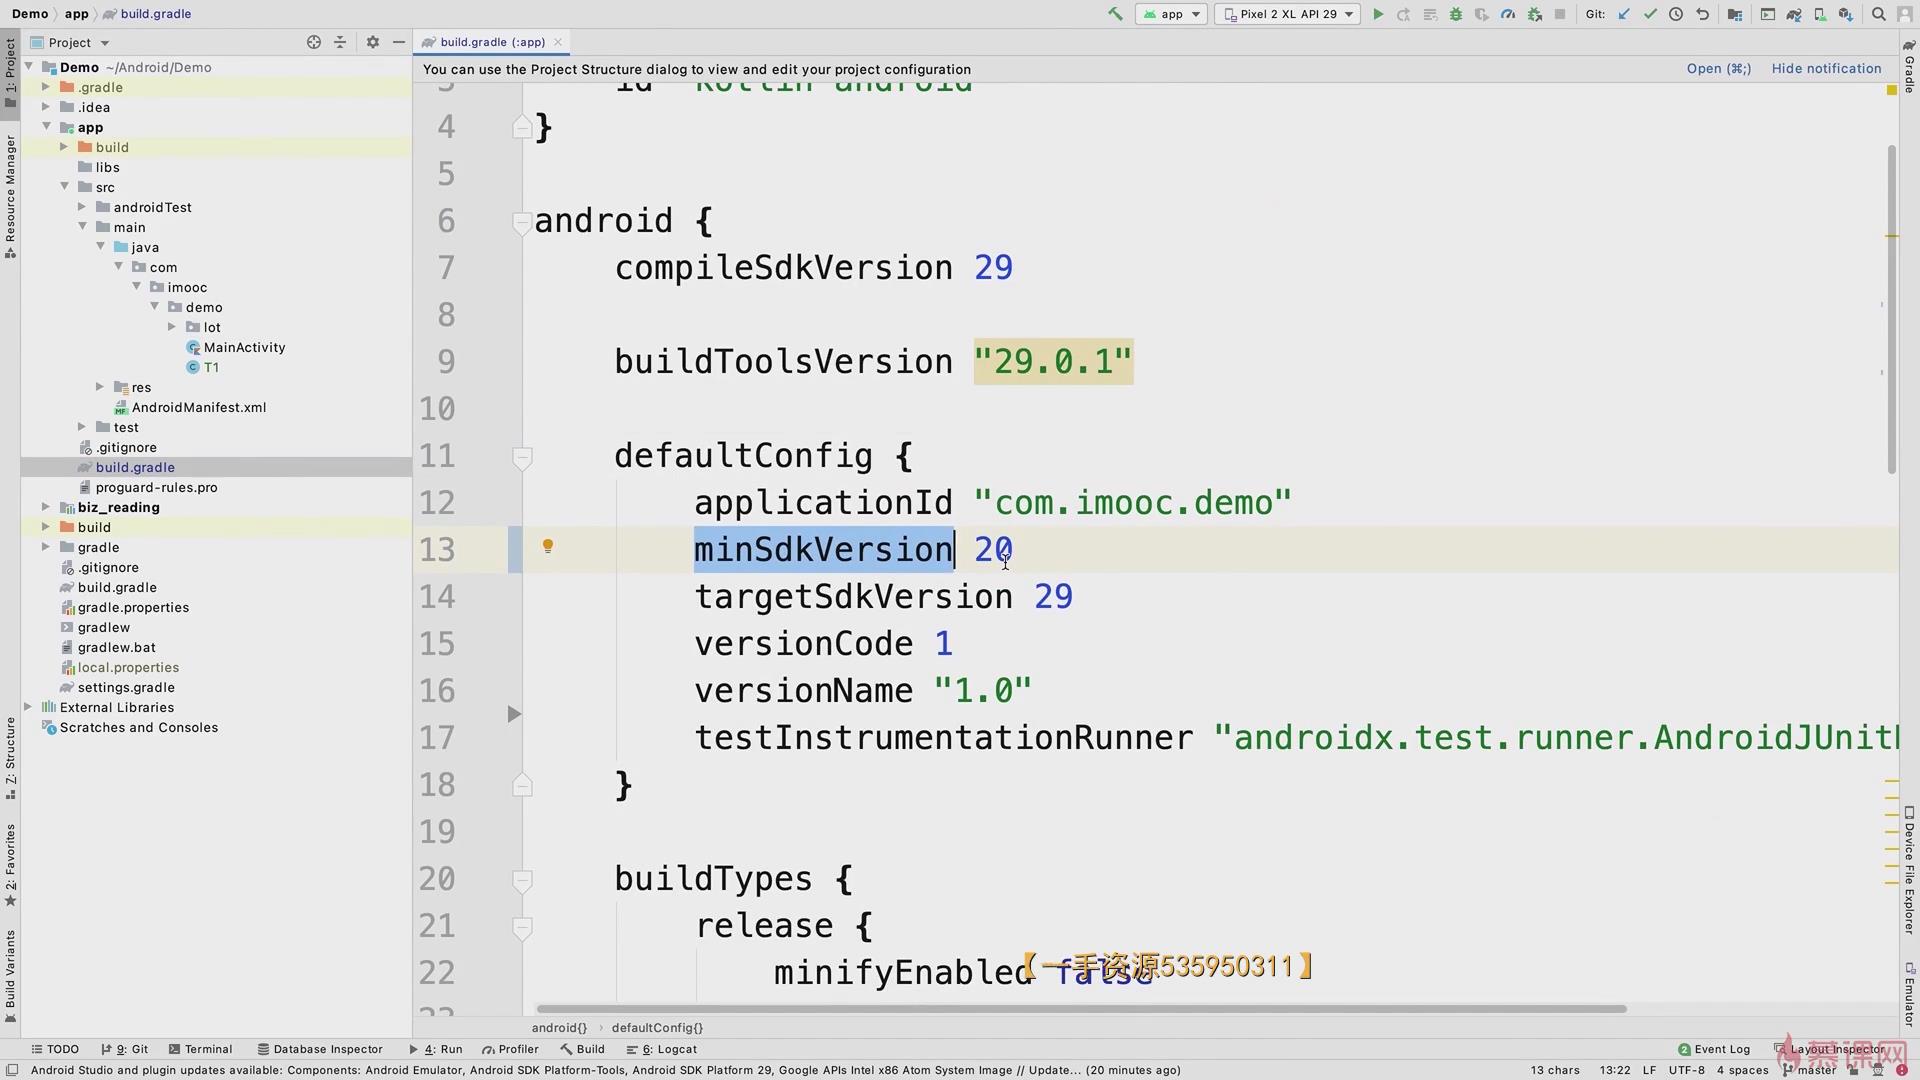 Demo app build.gradle
app Pixel 2 XL API 29 Git:
Project
build.gradle (:app)
Demo ~/Android/Demo
You can use the Project Structure dialog to view and edit your project configuration Open (⌘;) Hide notification
.gradle
.idea
app
build
libs
src
androidTest
main
java
com
imooc
demo
lot
MainActivity
T1
res
AndroidManifest.xml
test
.gitignore
build.gradle
proguard-rules.pro
biz_reading
build
gradle
.gitignore
build.gradle
gradle.properties
gradlew
gradlew.bat
local.properties
settings.gradle
External Libraries
Scratches and Consoles
1: Project
Resource Manager
7: Structure
2: Favorites
Build Variants
4 }
5
6 android {
7 compileSdkVersion 29
8
9 buildToolsVersion "29.0.1"
10
11 defaultConfig {
12 applicationId "com.imooc.demo"
13 minSdkVersion 20
14 targetSdkVersion 29
15 versionCode 1
16 versionName "1.0"
17 testInstrumentationRunner "androidx.test.runner.AndroidJUnit
18 }
19
20 buildTypes {
21 release {
22 minifyEnabled false
【一手资源535950311】
android{} › defaultConfig{}
Gradle
Device File Explorer
Emulator
TODO 9: Git Terminal Database Inspector 4: Run Profiler Build 6: Logcat 2 Event Log Layout Inspector
慕课网
Android Studio and plugin updates available: Components: Android Emulator, Android SDK Platform-Tools, Android SDK Platform 29, Google APIs Intel x86 Atom System Image // Update... (20 minutes ago) 13 chars 13:22 LF UTF-8 4 spaces master